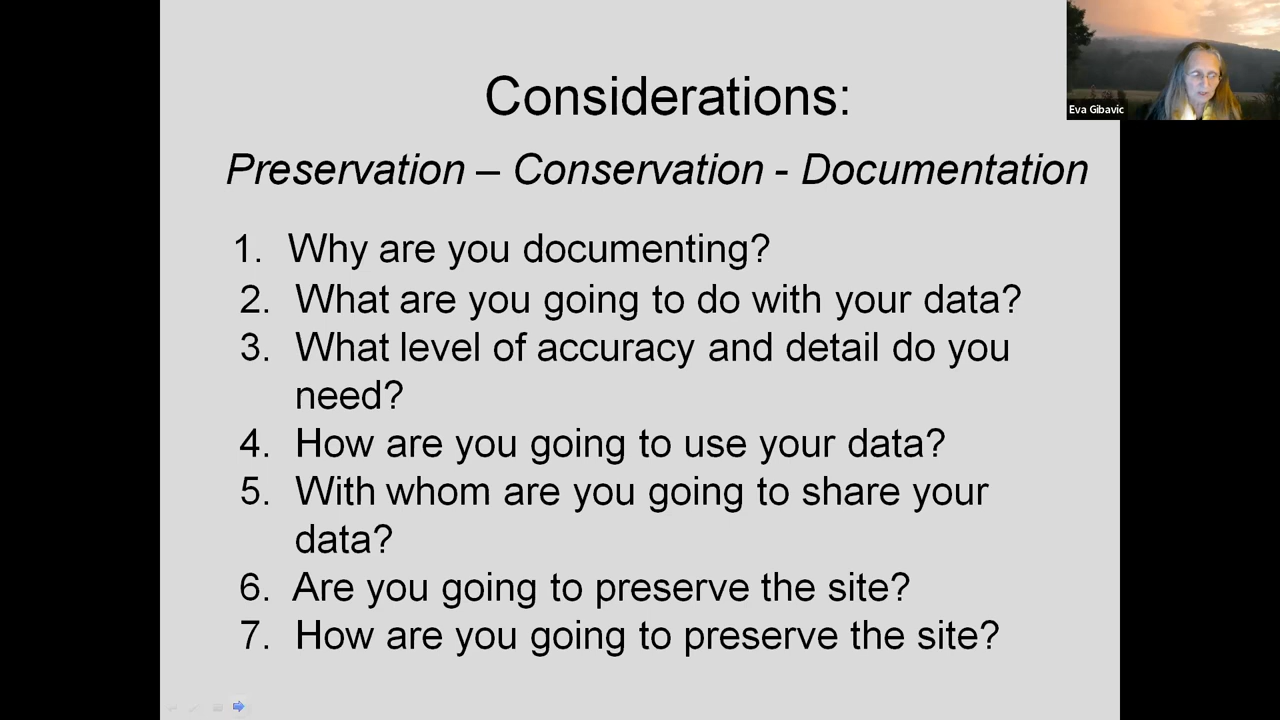 Considerations:
Eva Gibavic
Preservation – Conservation - Documentation
1. Why are you documenting?
2. What are you going to do with your data?
3. What level of accuracy and detail do you
need?
4. How are you going to use your data?
5. With whom are you going to share your
data?
6. Are you going to preserve the site?
7. How are you going to preserve the site?